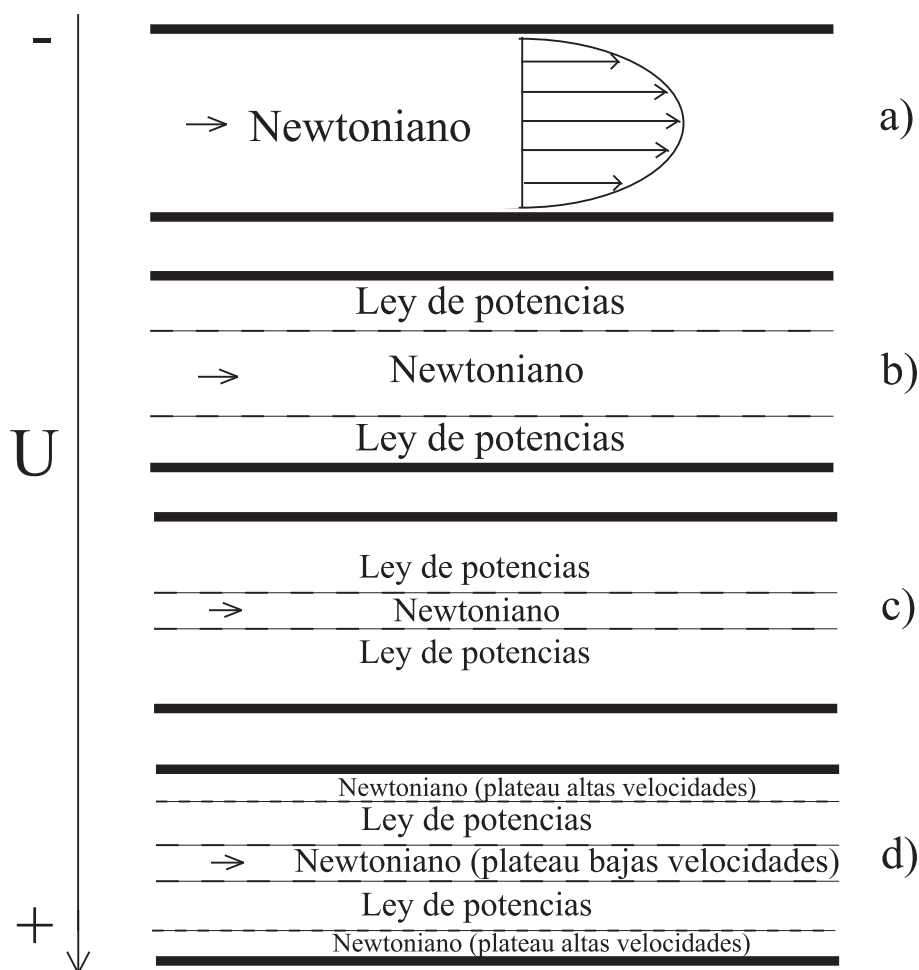 -
Newtoniano
a)
Ley de potencias
Newtoniano
b)
Ley de potencias
U
Ley de potencias
Newtoniano
c)
Ley de potencias
Newtoniano (plateau altas velocidades)
Ley de potencias
Newtoniano (plateau bajas velocidades)
d)
Ley de potencias
+
Newtoniano (plateau altas velocidades)